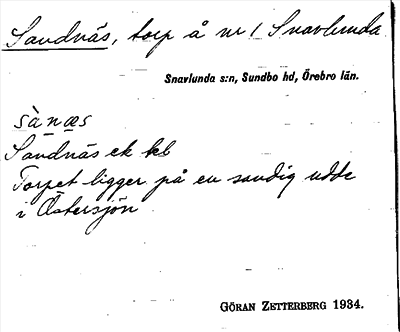 Sandnäs, torp å nr 1 Snavlunda
Snavlunda s:n, Sundbo hd, Örebro län.
sànæs
Sandnäs ek kl
Torpet ligger på en sandig udde
i Östersjön
GÖRAN ZETTERBERG 1934.